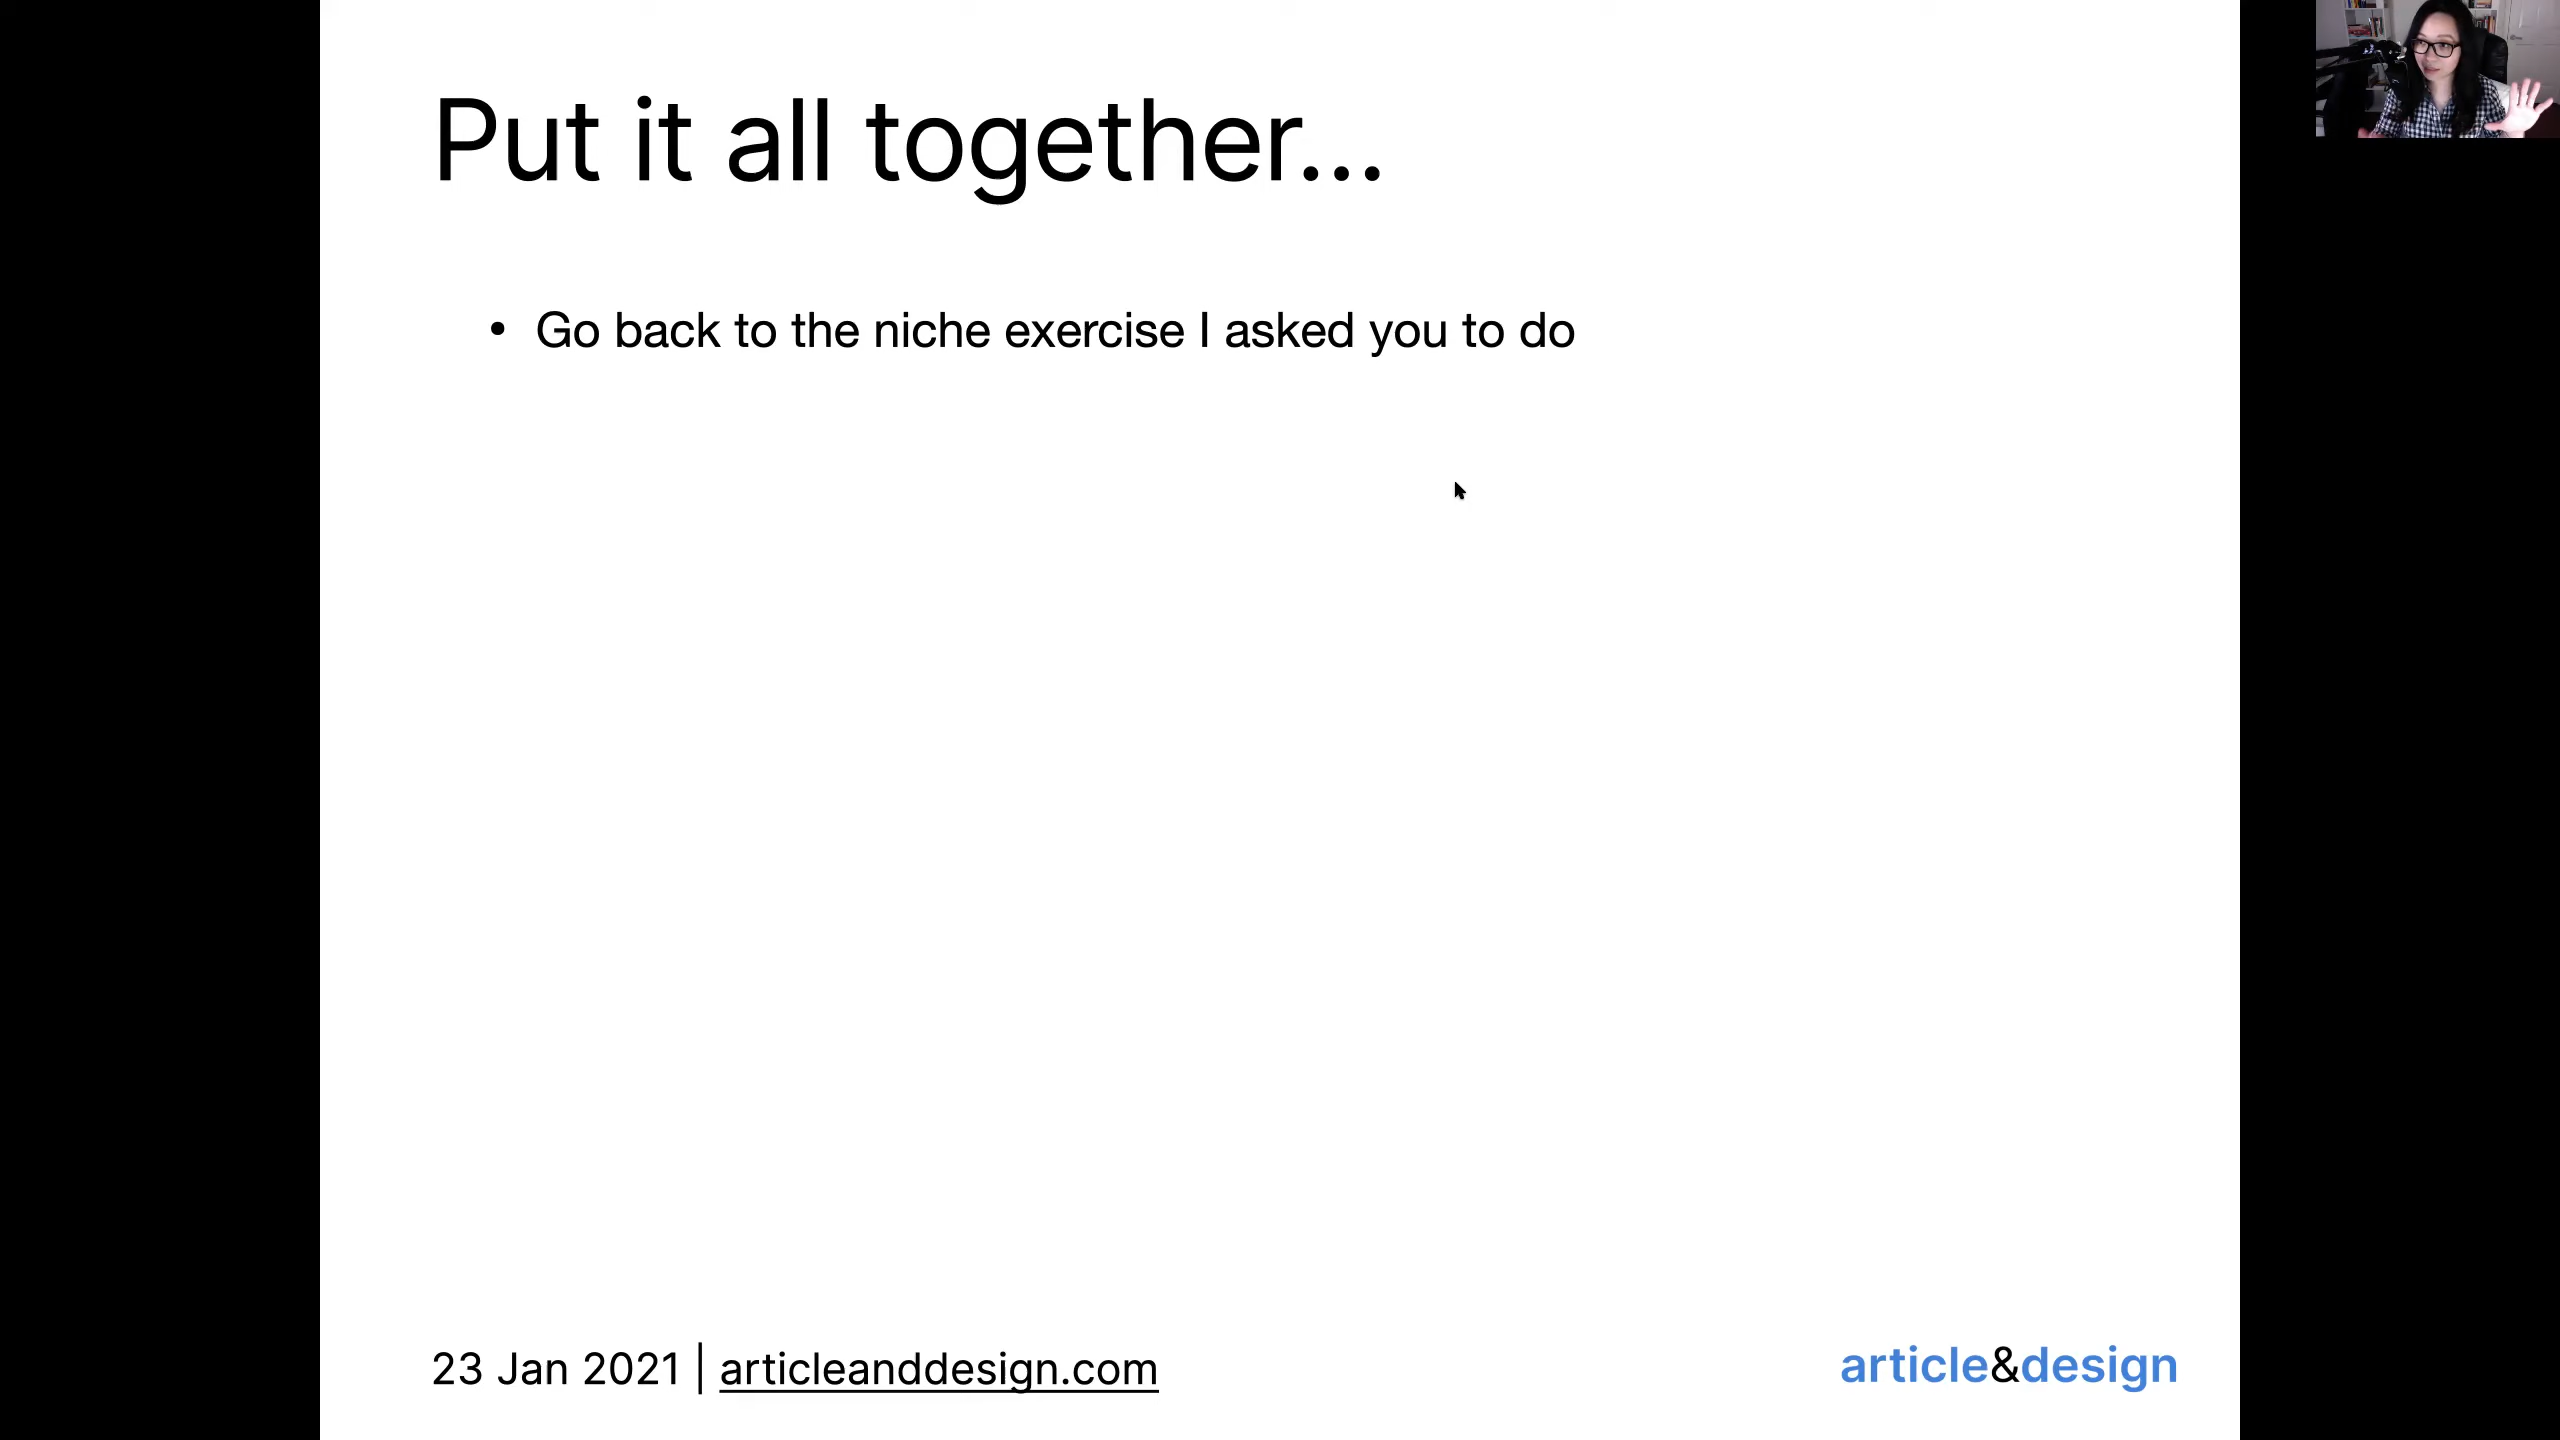 Put it all together...
• Go back to the niche exercise I asked you to do
23 Jan 2021 | articleanddesign.com
article&design